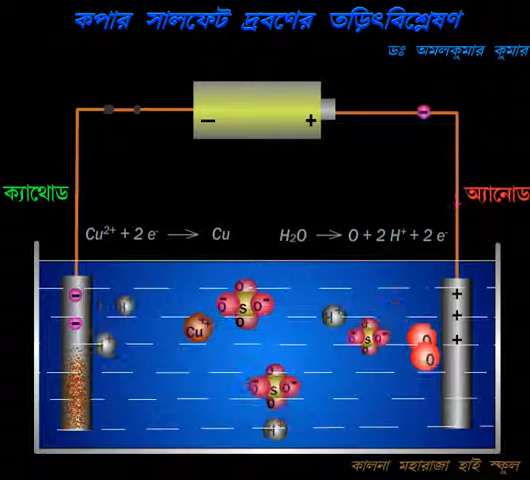 কপার সালফেট দ্রবণের তড়িৎবিশ্লেষণ
ডঃ অমলকুমার কুমার
− +
ক্যাথোড অ্যানোড
Cu²⁺ + 2 e⁻ → Cu H₂O → O + 2 H⁺ + 2 e⁻
কালনা মহারাজা হাই স্কুল